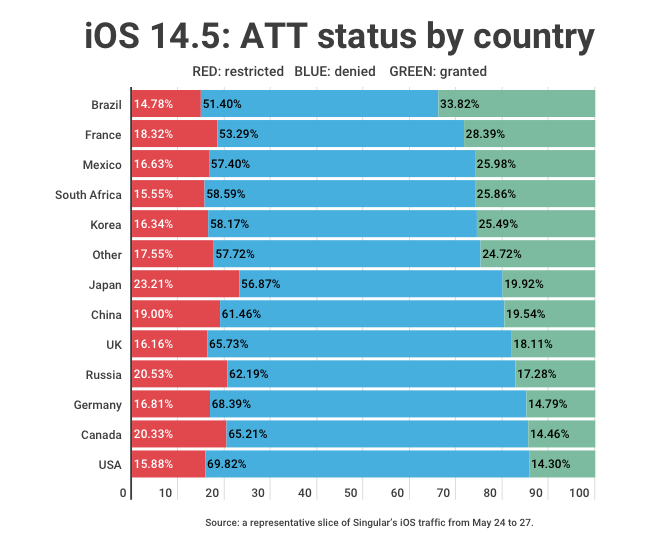 iOS 14.5: ATT status by country
RED: restricted BLUE: denied GREEN: granted
Brazil 14.78% 51.40% 33.82%
France 18.32% 53.29% 28.39%
Mexico 16.63% 57.40% 25.98%
South Africa 15.55% 58.59% 25.86%
Korea 16.34% 58.17% 25.49%
Other 17.55% 57.72% 24.72%
Japan 23.21% 56.87% 19.92%
China 19.00% 61.46% 19.54%
UK 16.16% 65.73% 18.11%
Russia 20.53% 62.19% 17.28%
Germany 16.81% 68.39% 14.79%
Canada 20.33% 65.21% 14.46%
USA 15.88% 69.82% 14.30%
0 10 20 30 40 50 60 70 80 90 100
Source: a representative slice of Singular's iOS traffic from May 24 to 27.